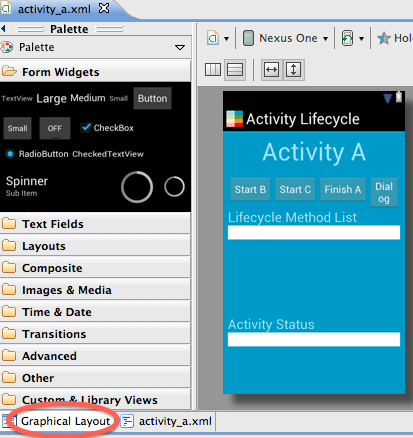 activity_a.xml
Palette
Palette
Form Widgets
TextView Large Medium Small Button
Small OFF CheckBox
RadioButton CheckedTextView
Spinner
Sub Item
Text Fields
Layouts
Composite
Images & Media
Time & Date
Transitions
Advanced
Other
Custom & Library Views
Nexus One
Activity Lifecycle
Activity A
Start B Start C Finish A Dial
og
Lifecycle Method List
Activity Status
Graphical Layout activity_a.xml